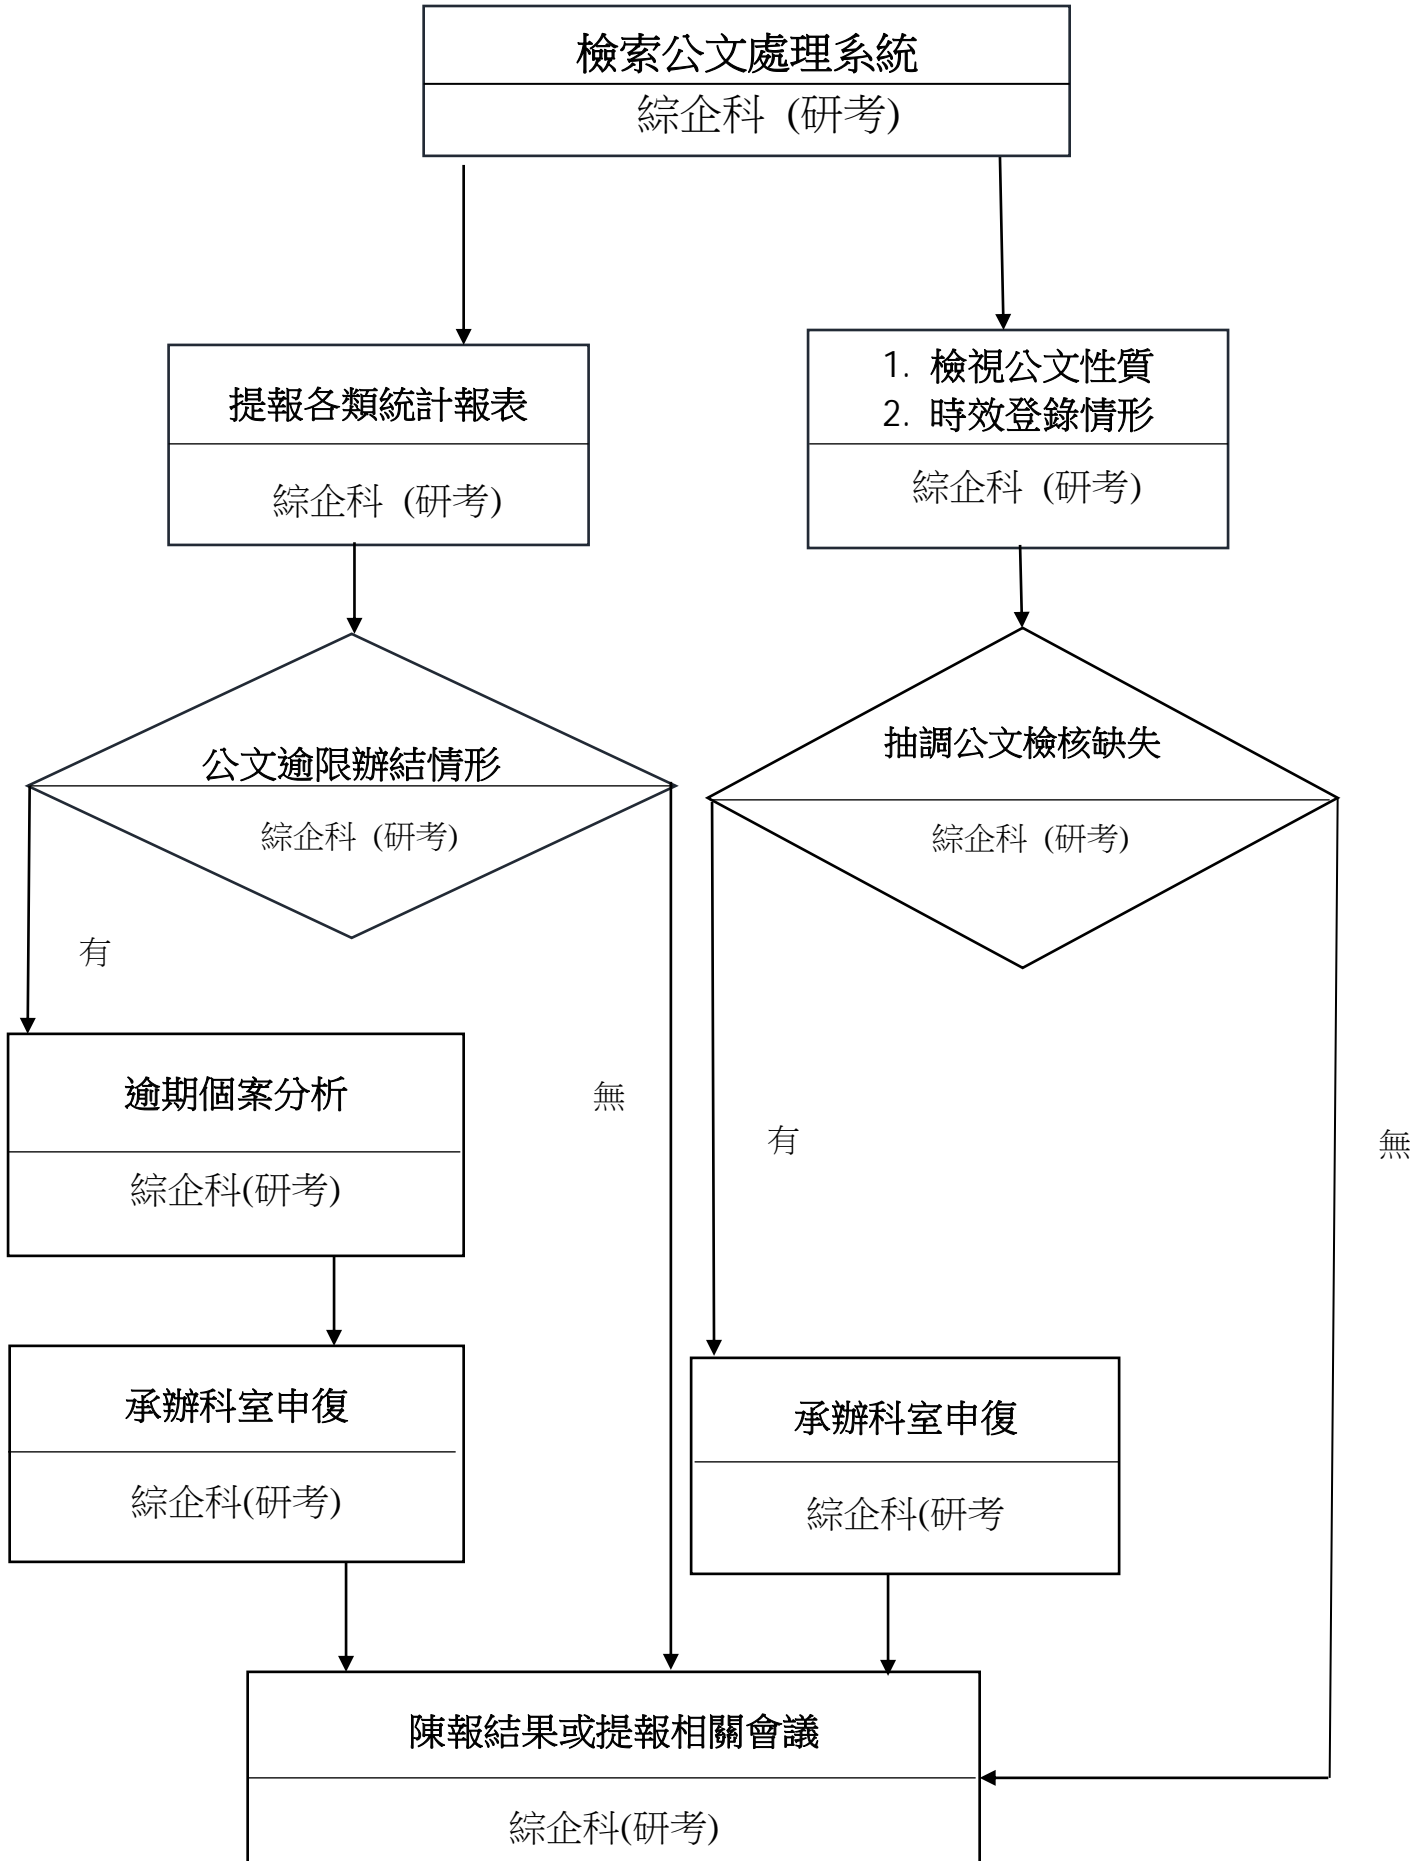 檢索公文處理系統
綜企科 (研考)
提報各類統計報表
綜企科 (研考)
1. 檢視公文性質
2. 時效登錄情形
綜企科 (研考)
公文逾限辦結情形
綜企科 (研考)
抽調公文檢核缺失
綜企科 (研考)
有
無
有
無
逾期個案分析
綜企科(研考)
承辦科室申復
綜企科(研考)
承辦科室申復
綜企科(研考
陳報結果或提報相關會議
綜企科(研考)